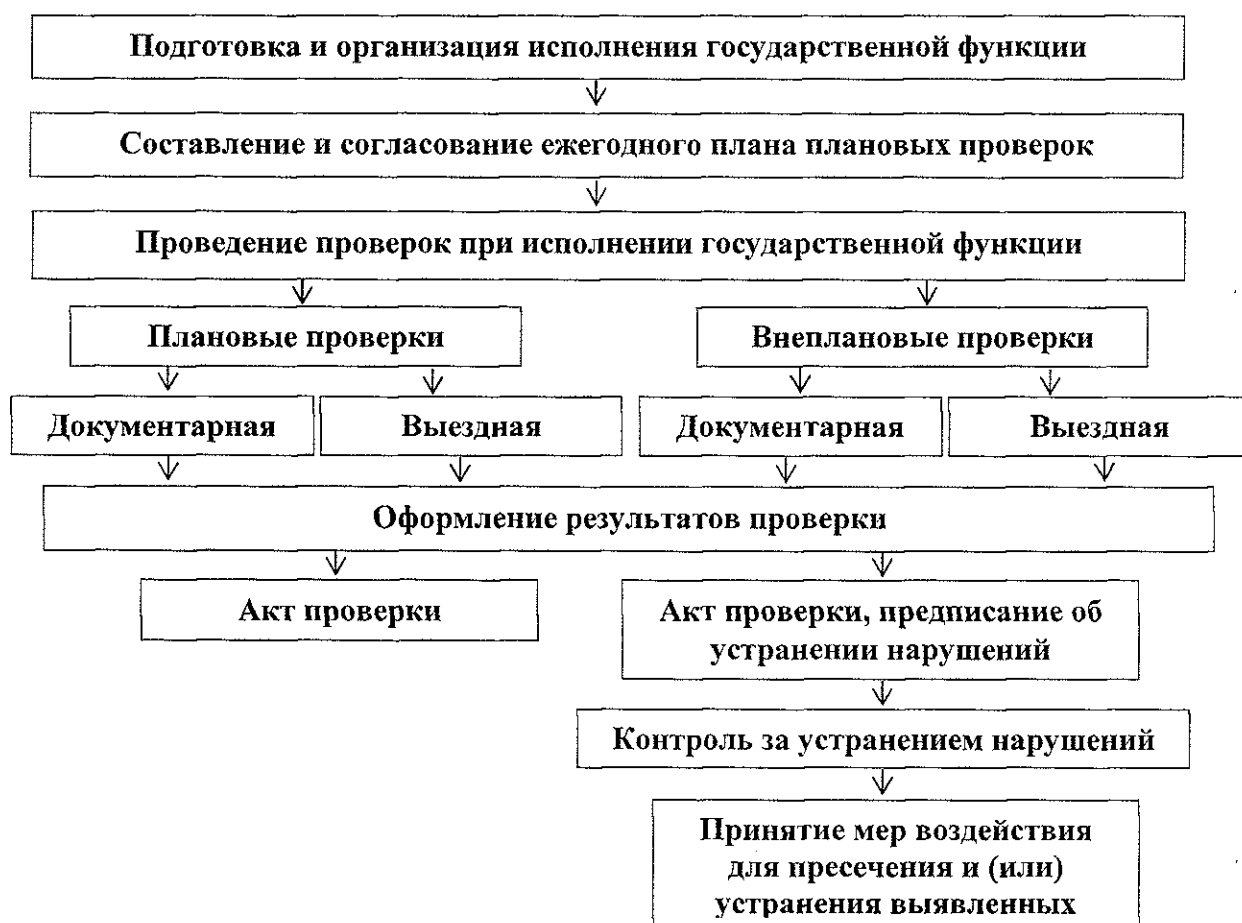 Подготовка и организация исполнения государственной функции
Составление и согласование ежегодного плана плановых проверок
Проведение проверок при исполнении государственной функции
Плановые проверки
Внеплановые проверки
Документарная
Выездная
Документарная
Выездная
Оформление результатов проверки
Акт проверки
Акт проверки, предписание об
устранении нарушений
Контроль за устранением нарушений
Принятие мер воздействия
для пресечения и (или)
устранения выявленных